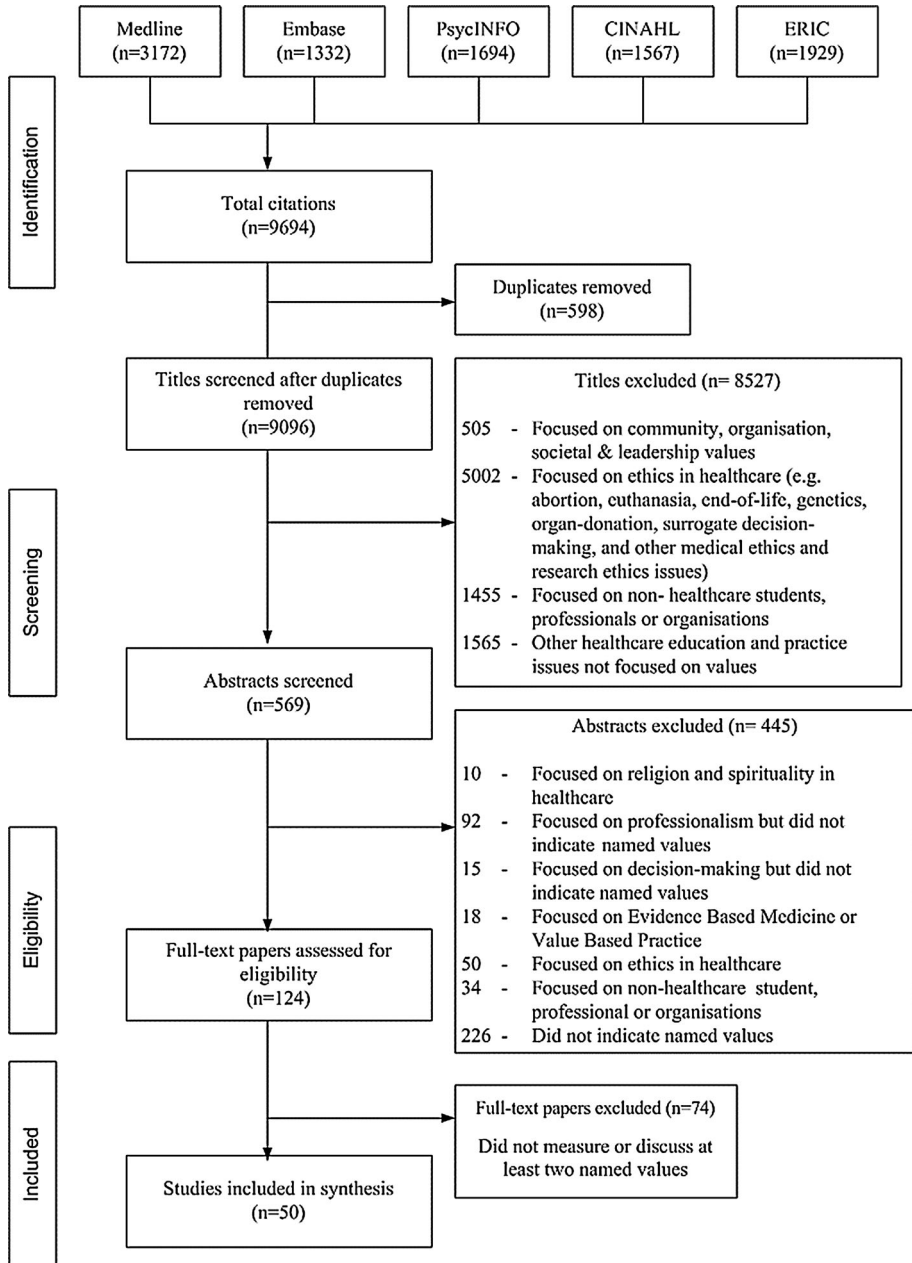 Medline
(n=3172)
Embase
(n=1332)
PsycINFO
(n=1694)
CINAHL
(n=1567)
ERIC
(n=1929)
Identification
Total citations
(n=9694)
Duplicates removed
(n=598)
Titles screened after duplicates
removed
(n=9096)
Titles excluded (n= 8527)
505 - Focused on community, organisation,
societal & leadership values
5002 - Focused on ethics in healthcare (e.g.
abortion, euthanasia, end-of-life, genetics,
organ-donation, surrogate decision-
making, and other medical ethics and
research ethics issues)
1455 - Focused on non- healthcare students,
professionals or organisations
1565 - Other healthcare education and practice
issues not focused on values
Screening
Abstracts screened
(n=569)
Abstracts excluded (n= 445)
10 - Focused on religion and spirituality in
healthcare
92 - Focused on professionalism but did not
indicate named values
15 - Focused on decision-making but did not
indicate named values
18 - Focused on Evidence Based Medicine or
Value Based Practice
50 - Focused on ethics in healthcare
34 - Focused on non-healthcare student,
professional or organisations
226 - Did not indicate named values
Eligibility
Full-text papers assessed for
eligibility
(n=124)
Full-text papers excluded (n=74)
Did not measure or discuss at
least two named values
Included
Studies included in synthesis
(n=50)